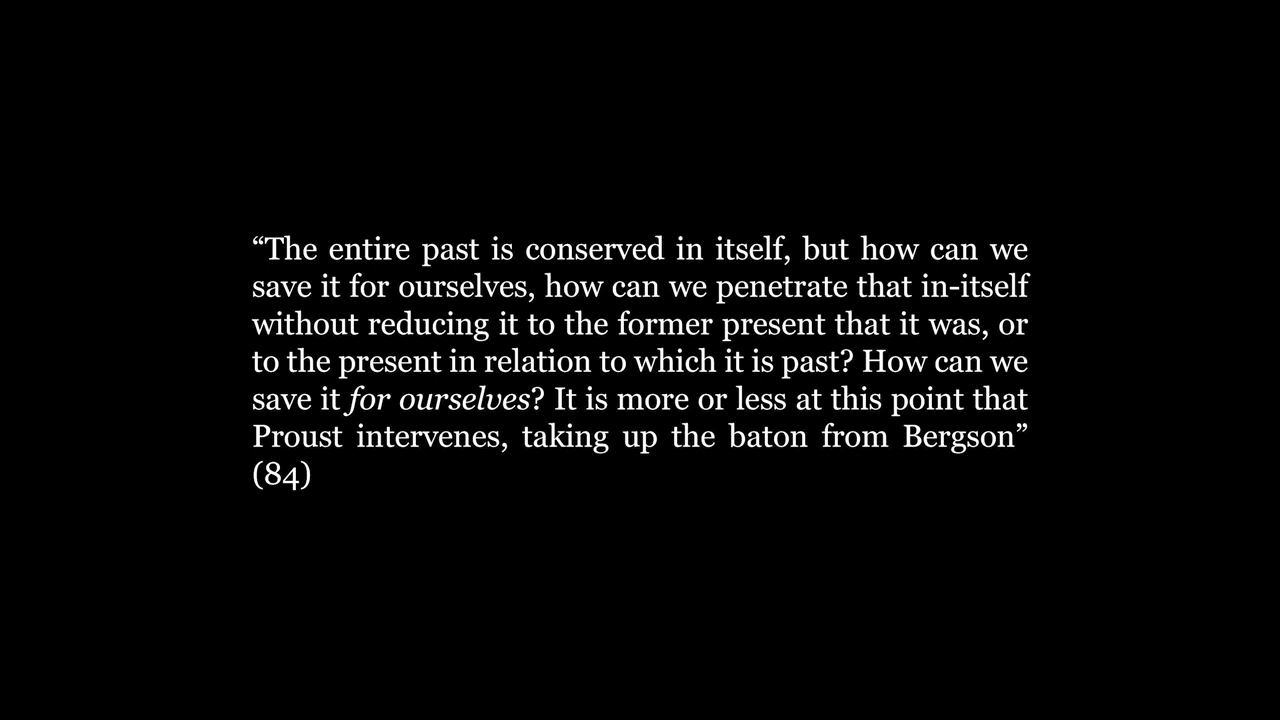 “The entire past is conserved in itself, but how can we
save it for ourselves, how can we penetrate that in-itself
without reducing it to the former present that it was, or
to the present in relation to which it is past? How can we
save it for ourselves? It is more or less at this point that
Proust intervenes, taking up the baton from Bergson”
(84)